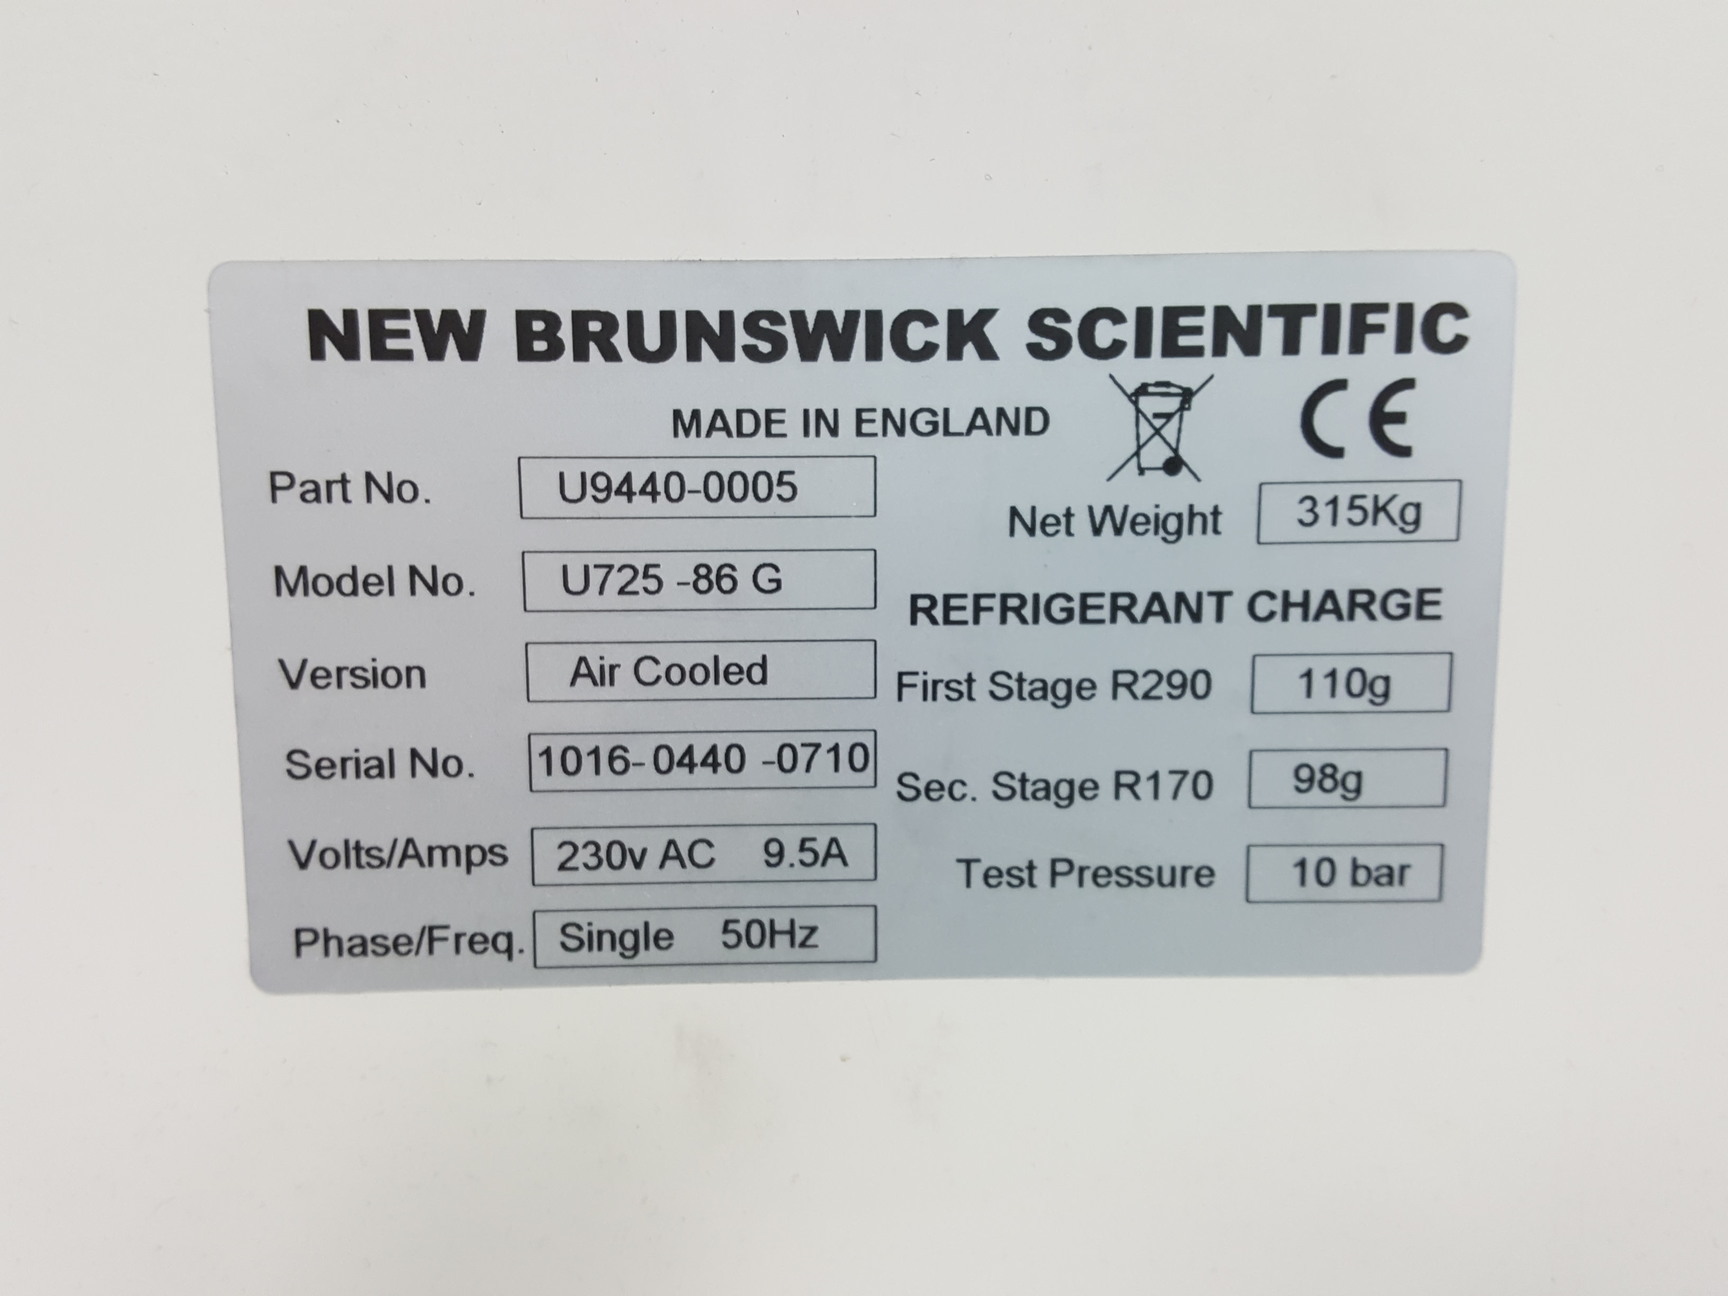 NEW BRUNSWICK SCIENTIFIC
MADE IN ENGLAND
CE
Part No. U9440-0005
Net Weight 315Kg
Model No. U725 -86 G
REFRIGERANT CHARGE
Version Air Cooled
First Stage R290 110g
Serial No. 1016-0440 -0710
Sec. Stage R170 98g
Volts/Amps 230v AC 9.5A
Test Pressure 10 bar
Phase/Freq. Single 50Hz